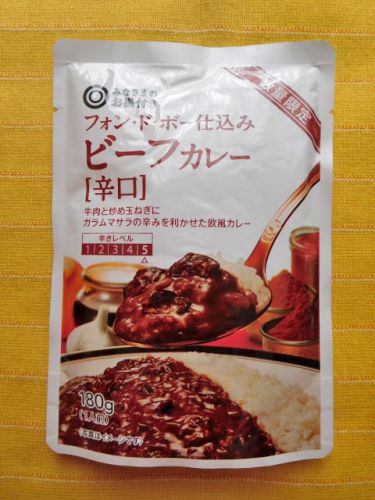 みなさまの
お墨付き
数量限定
フォン・ド・ボー仕込み
ビーフカレー
[辛口]
牛肉と炒め玉ねぎに
ガラムマサラの辛みを利かせた欧風カレー
辛さレベル
1 2 3 4 5
180g
(1人前)
(写真はイメージです)